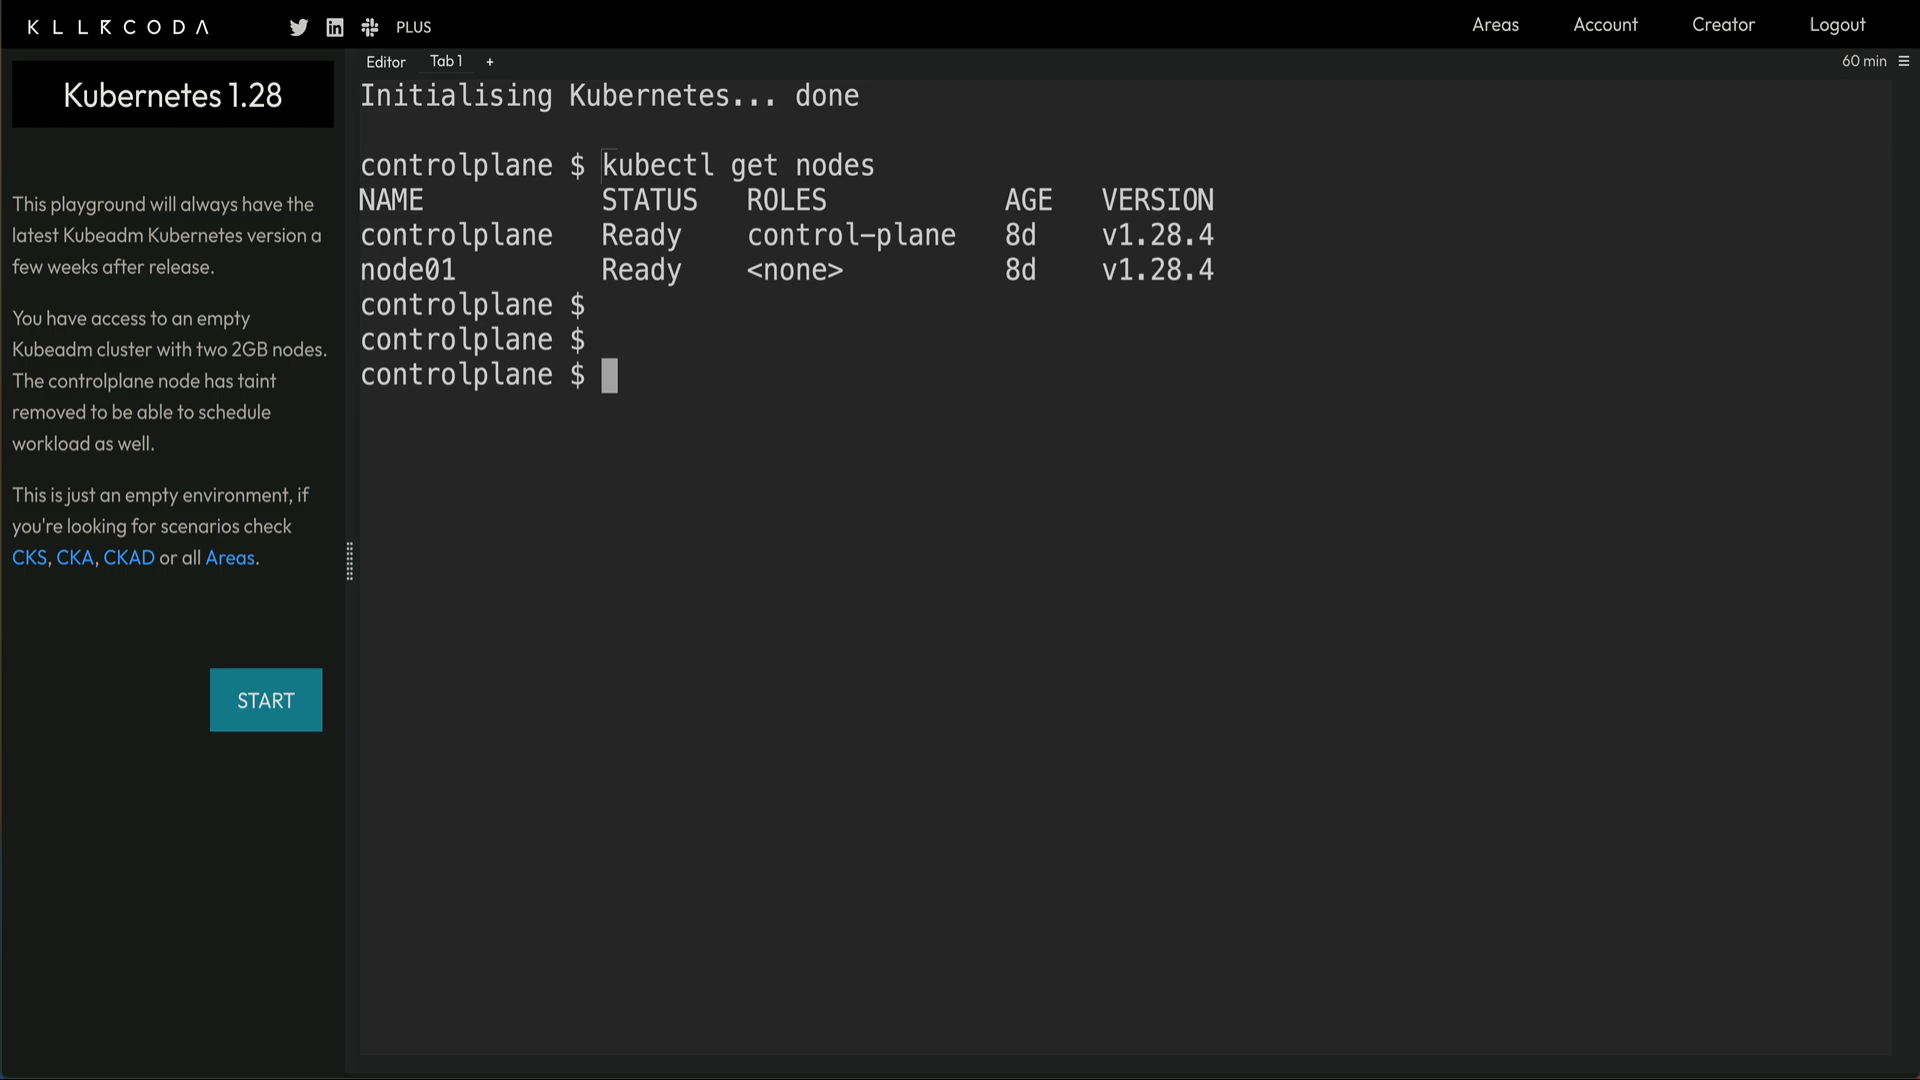 KLLRCODA PLUS Areas Account Creator Logout
Editor Tab 1 + 60 min
Kubernetes 1.28
This playground will always have the
latest Kubeadm Kubernetes version a
few weeks after release.
You have access to an empty
Kubeadm cluster with two 2GB nodes.
The controlplane node has taint
removed to be able to schedule
workload as well.
This is just an empty environment, if
you're looking for scenarios check
CKS, CKA, CKAD or all Areas.
START
Initialising Kubernetes... done
controlplane $ kubectl get nodes
NAME STATUS ROLES AGE VERSION
controlplane Ready control-plane 8d v1.28.4
node01 Ready <none> 8d v1.28.4
controlplane $
controlplane $
controlplane $